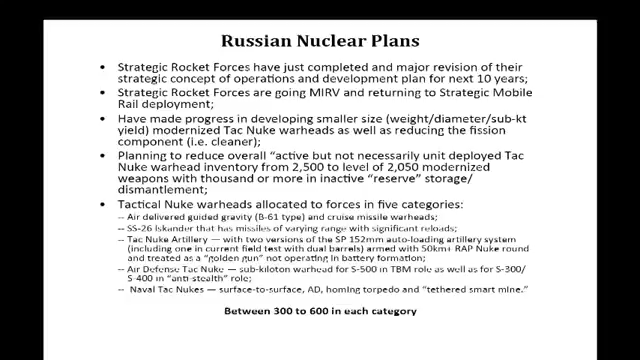 Russian Nuclear Plans
• Strategic Rocket Forces have just completed and major revision of their
strategic concept of operations and development plan for next 10 years;
• Strategic Rocket Forces are going MIRV and returning to Strategic Mobile
Rail deployment;
• Have made progress in developing smaller size (weight/diameter/sub-kt
yield) modernized Tac Nuke warheads as well as reducing the fission
component (i.e. cleaner);
• Planning to reduce overall “active but not necessarily unit deployed Tac
Nuke warhead inventory from 2,500 to level of 2,050 modernized
weapons with thousand or more in inactive “reserve” storage/
dismantlement;
• Tactical Nuke warheads allocated to forces in five categories:
-- Air delivered guided gravity (B-61 type) and cruise missile warheads;
-- SS-26 Iskander that has missiles of varying range with significant reloads;
-- Tac Nuke Artillery — with two versions of the SP 152mm auto-loading artillery system
(including one in current field test with dual barrels) armed with 50km+ RAP Nuke round
and treated as a “golden gun” not operating in battery formation;
-- Air Defense Tac Nuke — sub-kiloton warhead for S-500 in TBM role as well as for S-300/
S-400 in “anti-stealth” role;
-- Naval Tac Nukes — surface-to-surface, AD, homing torpedo and “tethered smart mine.”
Between 300 to 600 in each category